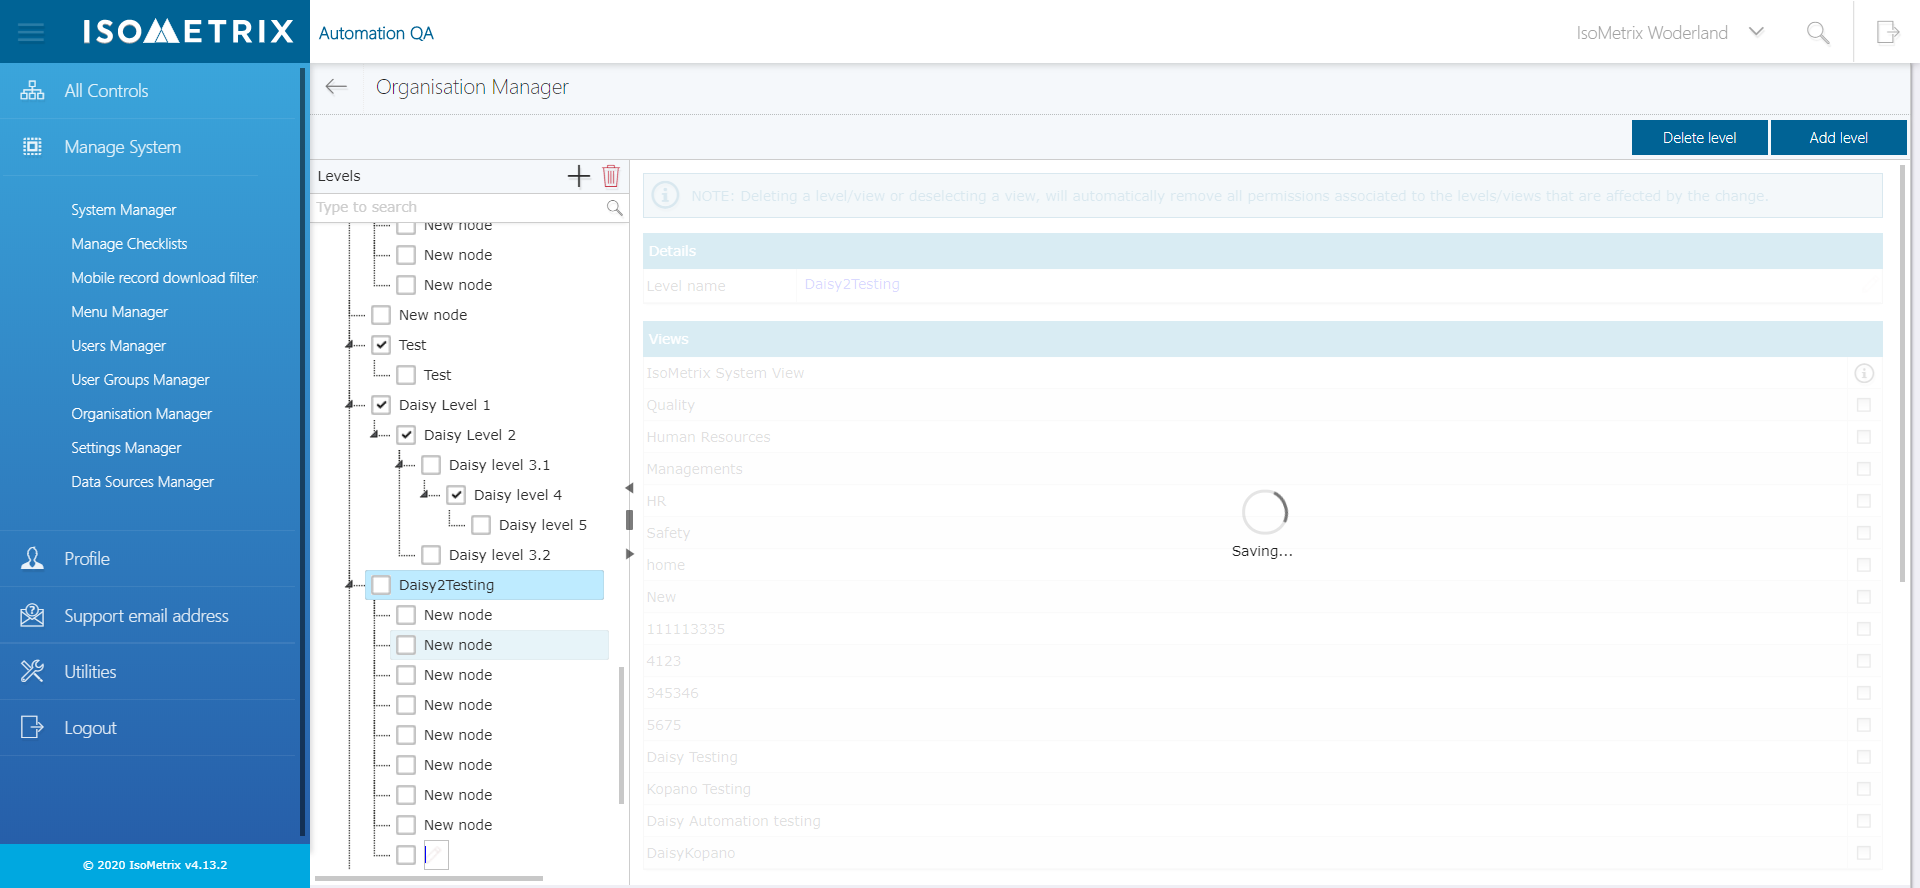 ISOMETRIX
Automation QA
IsoMetrix Woderland
All Controls
Manage System
System Manager
Manage Checklists
Mobile record download filter
Menu Manager
Users Manager
User Groups Manager
Organisation Manager
Settings Manager
Data Sources Manager
Profile
Support email address
Utilities
Logout
© 2020 IsoMetrix v4.13.2
Organisation Manager
Delete level
Add level
Levels
Type to search
New node
New node
New node
New node
Test
Test
Daisy Level 1
Daisy Level 2
Daisy level 3.1
Daisy level 4
Daisy level 5
Daisy level 3.2
Daisy2Testing
New node
New node
New node
New node
New node
New node
New node
New node
NOTE: Deleting a level/view or deselecting a view, will automatically remove all permissions associated to the levels/views that are affected by the change.
Details
Level name Daisy2Testing
Views
IsoMetrix System View
Quality
Human Resources
Managements
HR
Safety
home
New
111113335
4123
345346
5675
Daisy Testing
Kopano Testing
Daisy Automation testing
DaisyKopano
Saving...